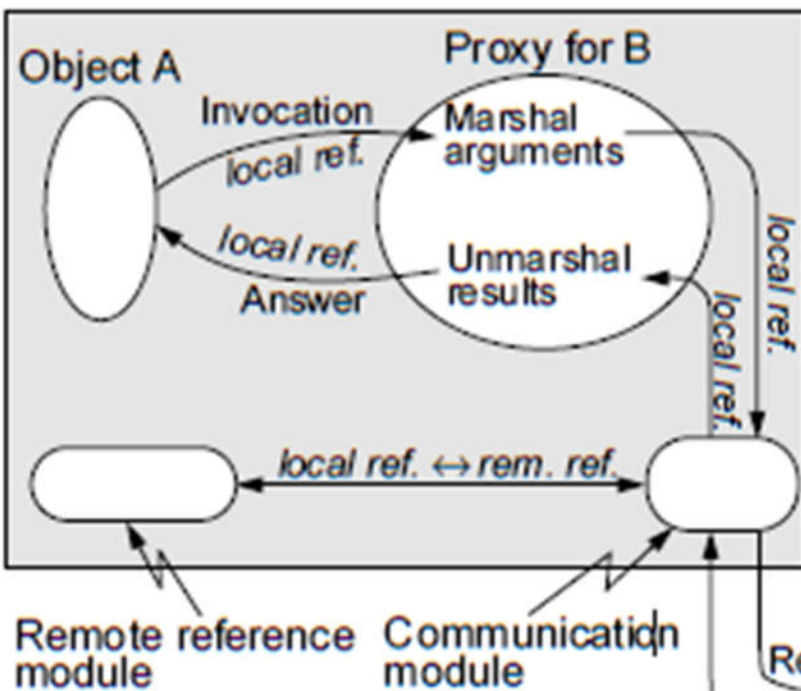 Object A
Proxy for B
Invocation
local ref.
Marshal
arguments
local ref.
local ref.
Answer
Unmarshal
results
local ref.
local ref. ↔ rem. ref.
Remote reference
module
Communication
module